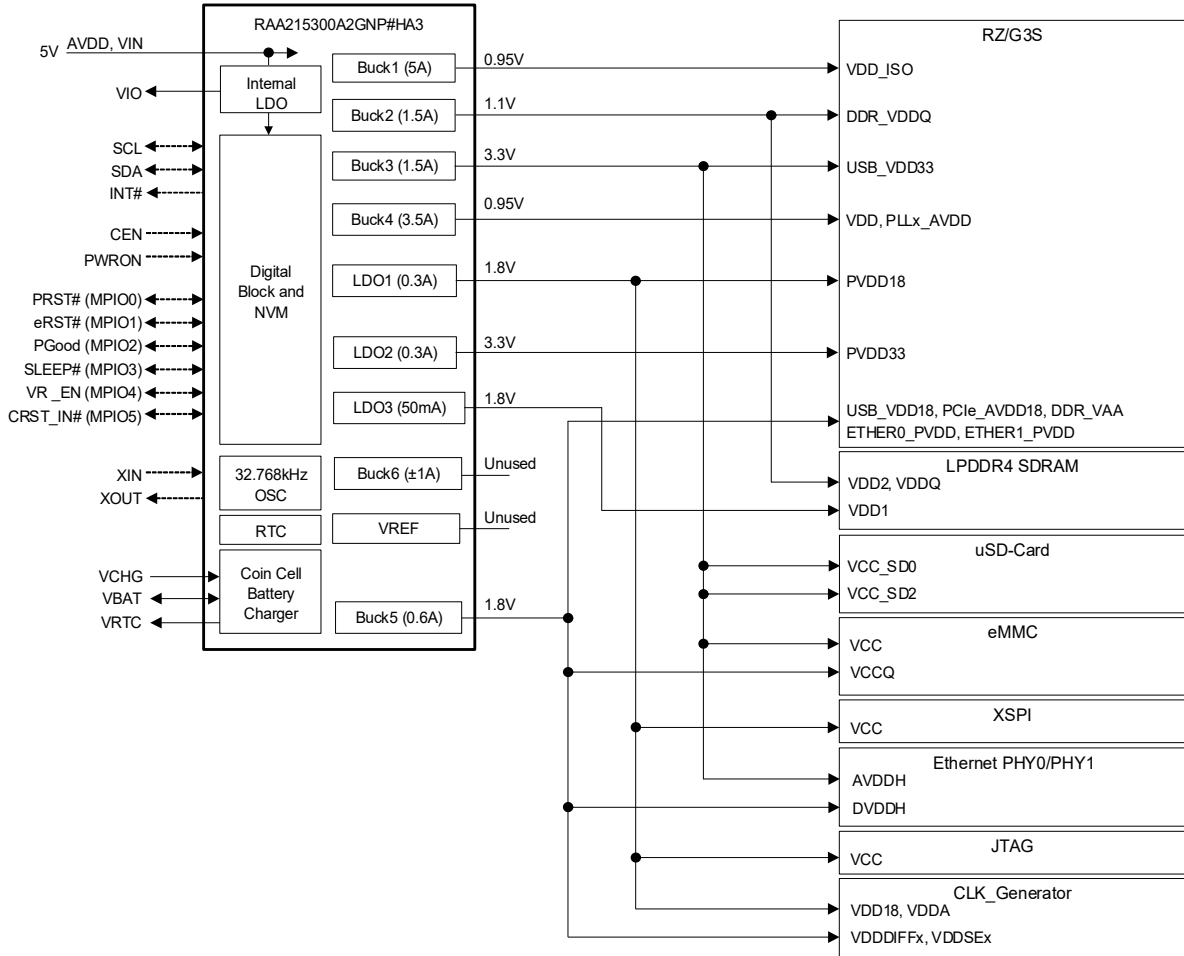 RAA215300A2GNP#HA3
5V
AVDD, VIN
Internal
LDO
VIO
SCL
SDA
INT#
CEN
PWRON
PRST# (MPIO0)
eRST# (MPIO1)
PGood (MPIO2)
SLEEP# (MPIO3)
VR _EN (MPIO4)
CRST_IN# (MPIO5)
XIN
XOUT
VCHG
VBAT
VRTC
Digital
Block and
NVM
32.768kHz
OSC
RTC
Coin Cell
Battery
Charger
Buck1 (5A)
0.95V
Buck2 (1.5A)
1.1V
Buck3 (1.5A)
3.3V
Buck4 (3.5A)
0.95V
LDO1 (0.3A)
1.8V
LDO2 (0.3A)
3.3V
LDO3 (50mA)
1.8V
Buck6 (±1A)
Unused
VREF
Unused
Buck5 (0.6A)
1.8V
RZ/G3S
VDD_ISO
DDR_VDDQ
USB_VDD33
VDD, PLLx_AVDD
PVDD18
PVDD33
USB_VDD18, PCIe_AVDD18, DDR_VAA
ETHER0_PVDD, ETHER1_PVDD
LPDDR4 SDRAM
VDD2, VDDQ
VDD1
uSD-Card
VCC_SD0
VCC_SD2
eMMC
VCC
VCCQ
XSPI
VCC
Ethernet PHY0/PHY1
AVDDH
DVDDH
JTAG
VCC
CLK_Generator
VDD18, VDDA
VDDDIFFx, VDDSEx